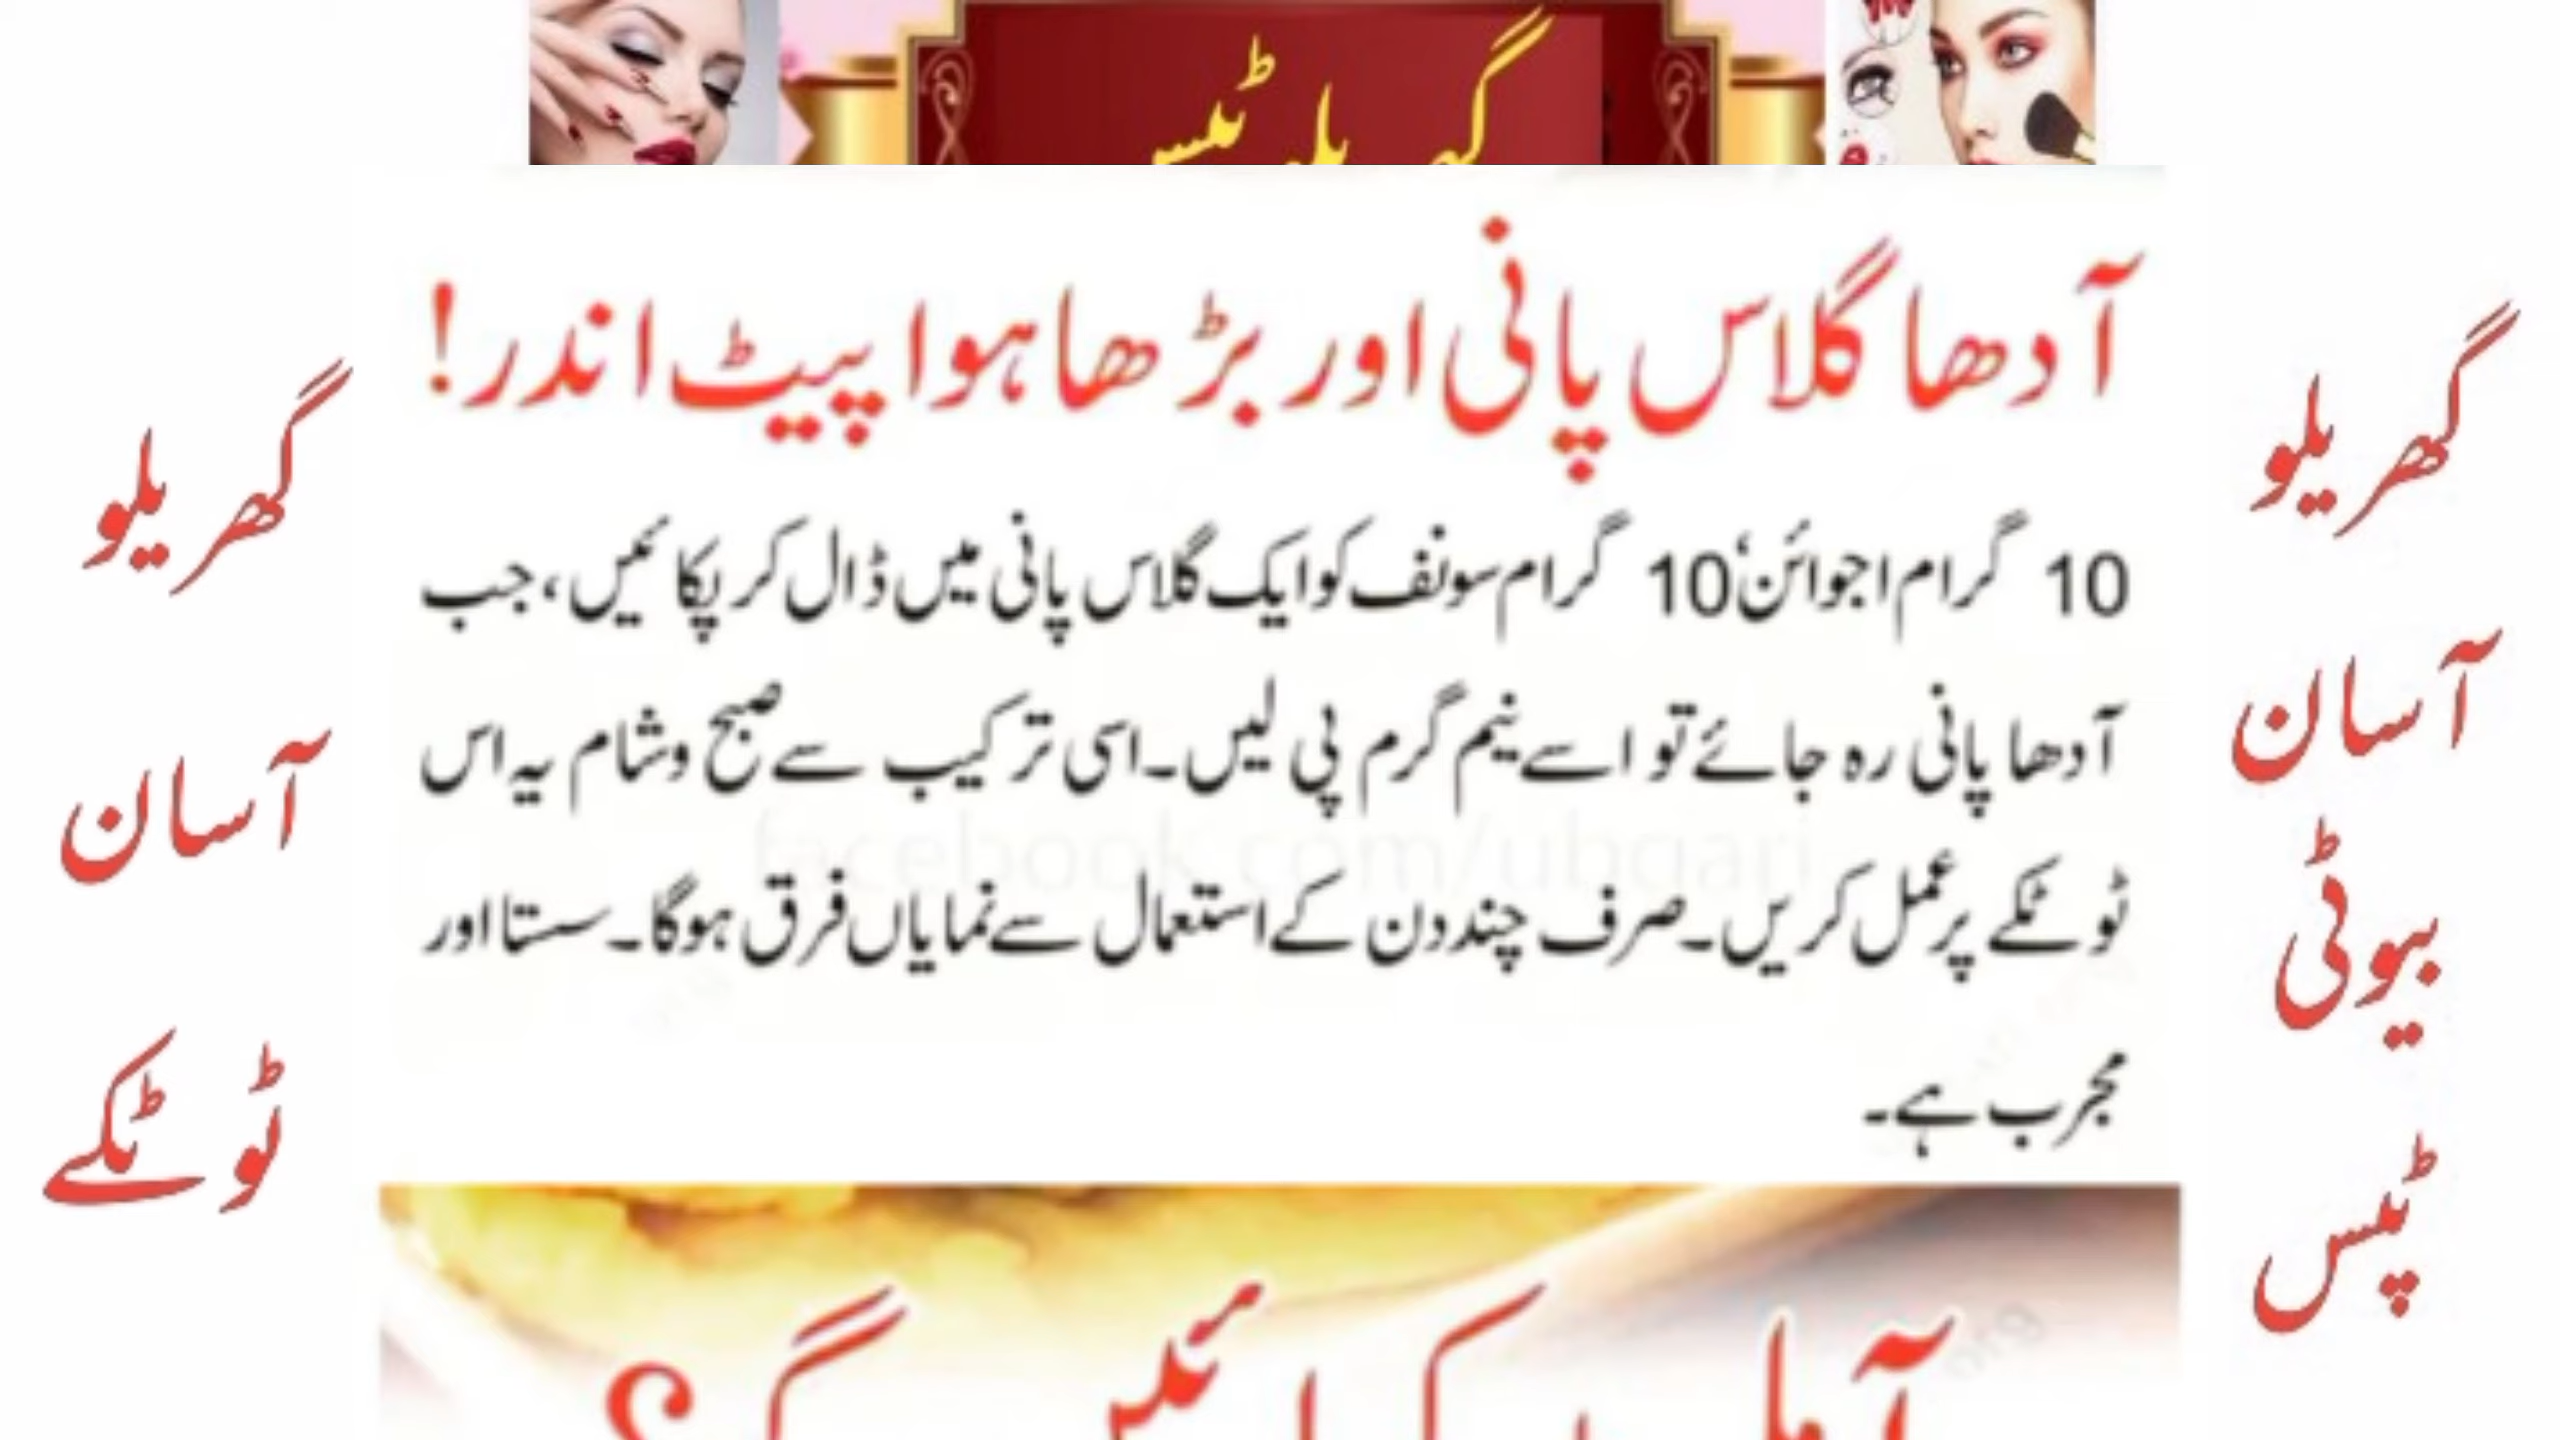 آدھا گلاس پانی اور بڑھا ہوا پیٹ اندر!
10 گرام اجوائن، 10 گرام سونف کو ایک گلاس پانی میں ڈال کر پکائیں، جب
آدھا پانی رہ جائے تو اسے نیم گرم پی لیں۔ اسی ترکیب سے صبح و شام یہ اس
ٹوٹکے پر عمل کریں۔ صرف چند دن کے استعمال سے نمایاں فرق ہوگا۔ سستا اور
مجرب ہے۔
facebook.com/ubqari
گھریلو
آسان
بیوٹی
ٹپس
گھریلو
آسان
ٹوٹکے